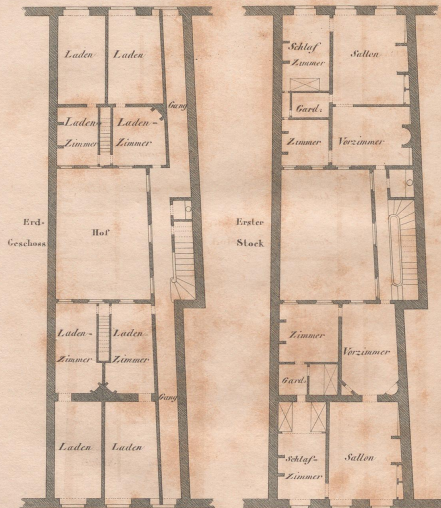 Laden
Laden
Gang
Laden
Zimmer
Laden-
Zimmer
Erd-
Geschoss
Hof
Laden-
Zimmer
Laden
Zimmer
Gang
Laden
Laden
Schlaf
Zimmer
Sallon
Gard.
Zimmer
Vorzimmer
Erster
Stock
Zimmer
Vorzimmer
Gard.
Schlaf-
Zimmer
Sallon